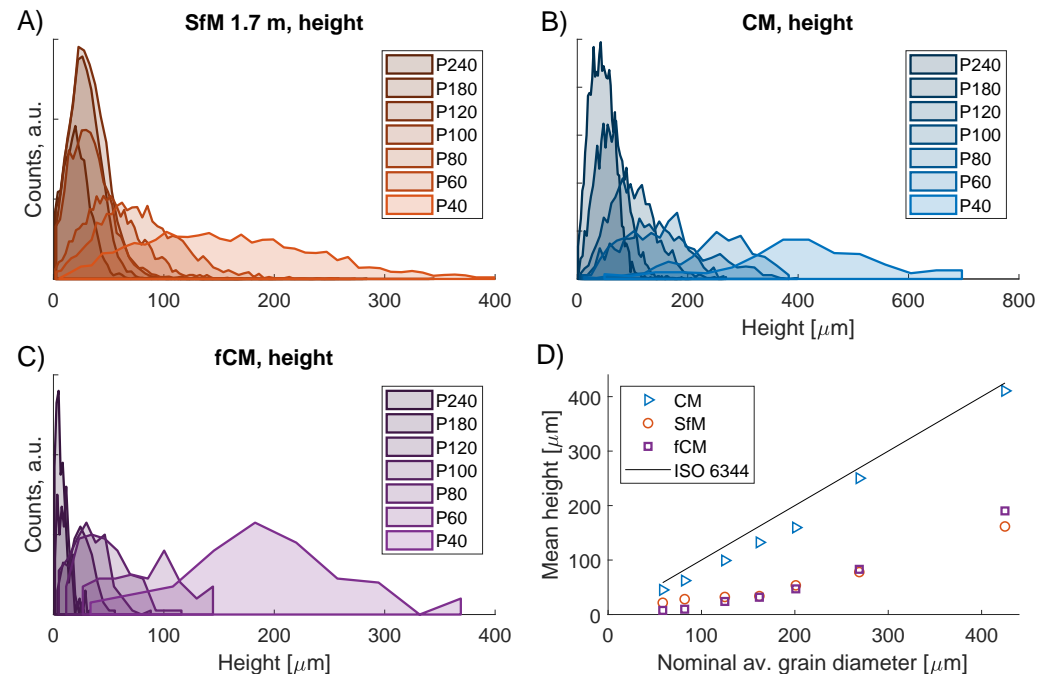 A)
SfM 1.7 m, height
Counts, a.u.
P240
P180
P120
P100
P80
P60
P40
0
100
200
300
400
B)
CM, height
P240
P180
P120
P100
P80
P60
P40
0
200
400
600
800
Height [μm]
C)
fCM, height
Counts, a.u.
P240
P180
P120
P100
P80
P60
P40
0
100
200
300
400
Height [μm]
D)
Mean height [μm]
400
300
200
100
0
CM
SfM
fCM
ISO 6344
0
100
200
300
400
Nominal av. grain diameter [μm]